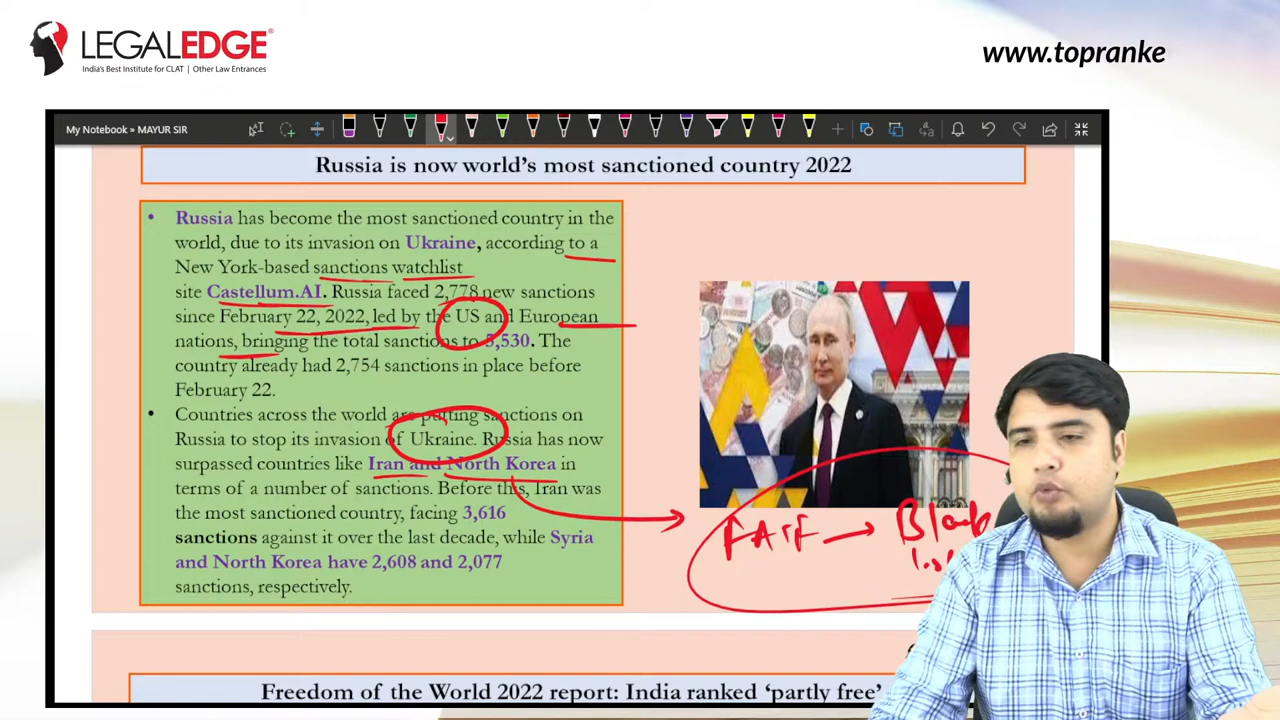 LEGALEDGE®
India's Best Institute for CLAT | Other Law Entrances
www.topranke
My Notebook » MAYUR SIR
Russia is now world's most sanctioned country 2022
• Russia has become the most sanctioned country in the
world, due to its invasion on Ukraine, according to a
New York-based sanctions watchlist
site Castellum.AI. Russia faced 2,778 new sanctions
since February 22, 2022, led by the US and European
nations, bringing the total sanctions to 5,530. The
country already had 2,754 sanctions in place before
February 22.
• Countries across the world are putting sanctions on
Russia to stop its invasion of Ukraine. Russia has now
surpassed countries like Iran and North Korea in
terms of a number of sanctions. Before this, Iran was
the most sanctioned country, facing 3,616
sanctions against it over the last decade, while Syria
and North Korea have 2,608 and 2,077
sanctions, respectively.
FATF → Black
Freedom of the World 2022 report: India ranked 'partly free'